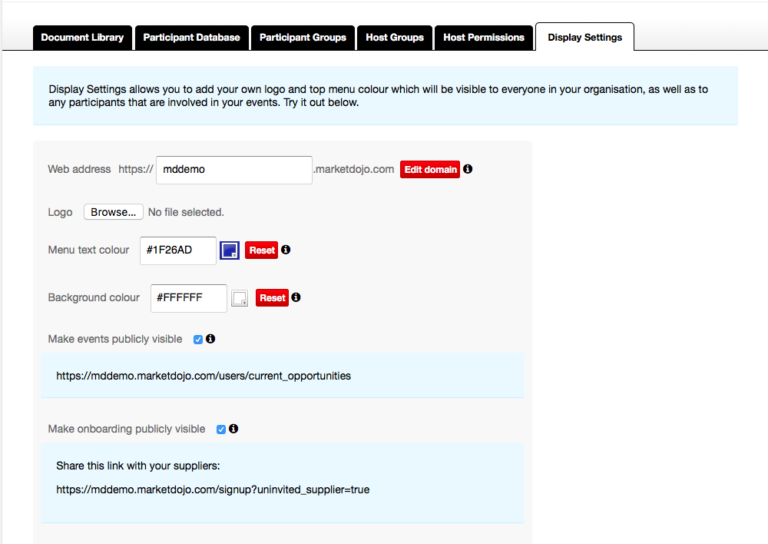 Document Library Participant Database Participant Groups Host Groups Host Permissions Display Settings
Display Settings allows you to add your own logo and top menu colour which will be visible to everyone in your organisation, as well as to
any participants that are involved in your events. Try it out below.
Web address https:// mddemo .marketdojo.com Edit domain
Logo Browse... No file selected.
Menu text colour #1F26AD Reset
Background colour #FFFFFF Reset
Make events publicly visible
https://mddemo.marketdojo.com/users/current_opportunities
Make onboarding publicly visible
Share this link with your suppliers:
https://mddemo.marketdojo.com/signup?uninvited_supplier=true